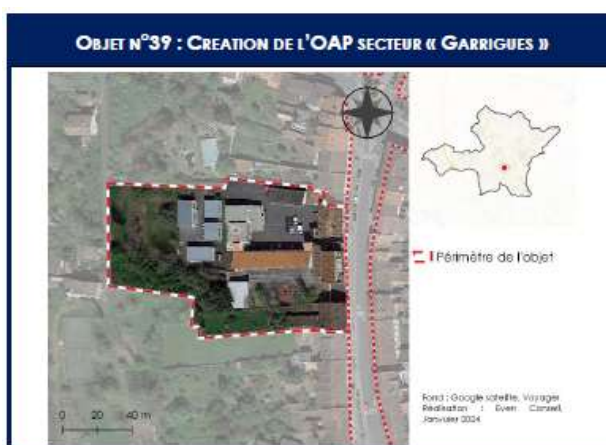 OBJET N°39 : CREATION DE L'OAP SECTEUR « GARRIGUES »
Périmètre de l'objet
0 20 40 m
Fond : Google satellite, Voyager
Réalisation : Even Conseil,
Janvier 2024